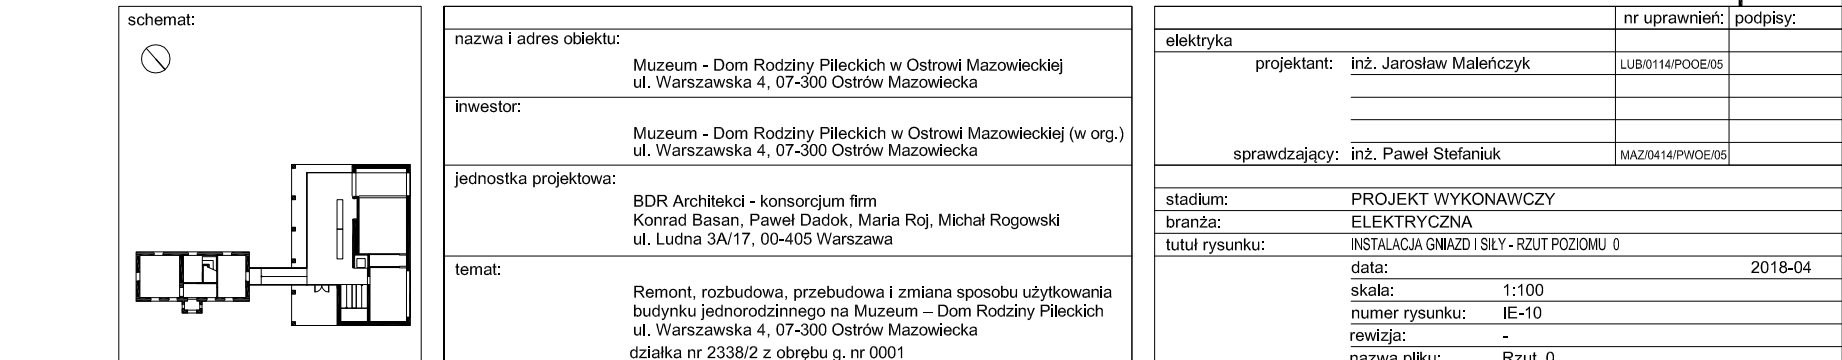 schemat:
nazwa i adres obiektu:
Muzeum - Dom Rodziny Pileckich w Ostrowi Mazowieckiej
ul. Warszawska 4, 07-300 Ostrów Mazowiecka
inwestor:
Muzeum - Dom Rodziny Pileckich w Ostrowi Mazowieckiej (w org.)
ul. Warszawska 4, 07-300 Ostrów Mazowiecka
jednostka projektowa:
BDR Architekci - konsorcjum firm
Konrad Basan, Paweł Dadok, Maria Roj, Michał Rogowski
ul. Ludna 3A/17, 00-405 Warszawa
temat:
Remont, rozbudowa, przebudowa i zmiana sposobu użytkowania
budynku jednorodzinnego na Muzeum – Dom Rodziny Pileckich
ul. Warszawska 4, 07-300 Ostrów Mazowiecka
działka nr 2338/2 z obrębu g. nr 0001
nr uprawnień: podpisy:
elektryka
projektant: inż. Jarosław Maleńczyk LUB/0114/POOE/05
sprawdzający: inż. Paweł Stefaniuk MAZ/0414/PWOE/05
stadium: PROJEKT WYKONAWCZY
branża: ELEKTRYCZNA
tutuł rysunku: INSTALACJA GNIAZD I SIŁY - RZUT POZIOMU 0
data: 2018-04
skala: 1:100
numer rysunku: IE-10
rewizja: -
nazwa pliku: Rzut_0